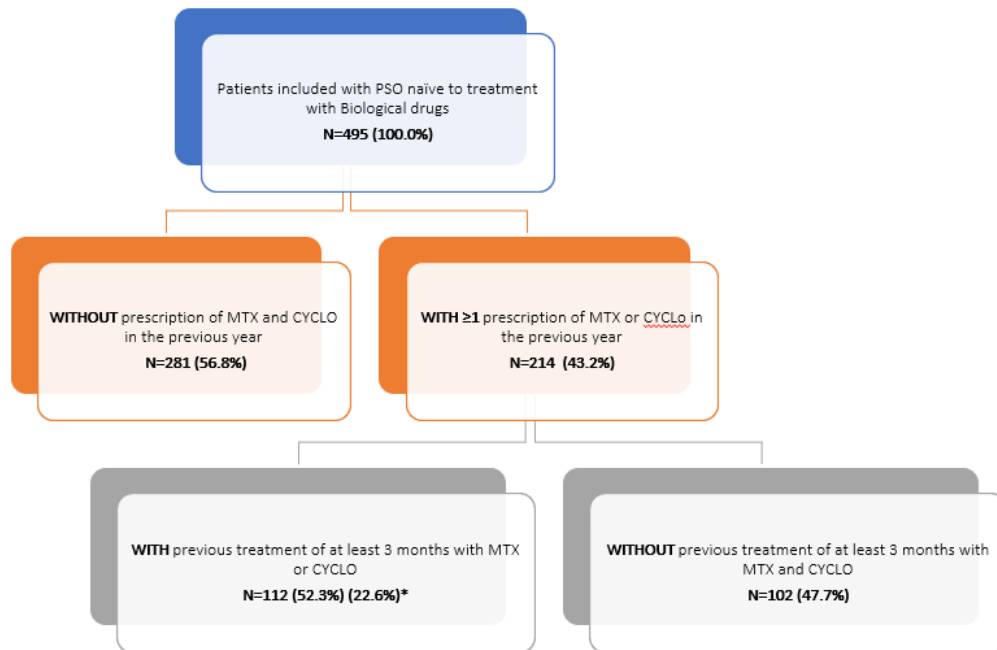 Patients included with PSO naïve to treatment
with Biological drugs
N=495 (100.0%)
WITHOUT prescription of MTX and CYCLO
in the previous year
N=281 (56.8%)
WITH ≥1 prescription of MTX or CYCLo in
the previous year
N=214 (43.2%)
WITH previous treatment of at least 3 months with MTX
or CYCLO
N=112 (52.3%) (22.6%)*
WITHOUT previous treatment of at least 3 months with
MTX and CYCLO
N=102 (47.7%)